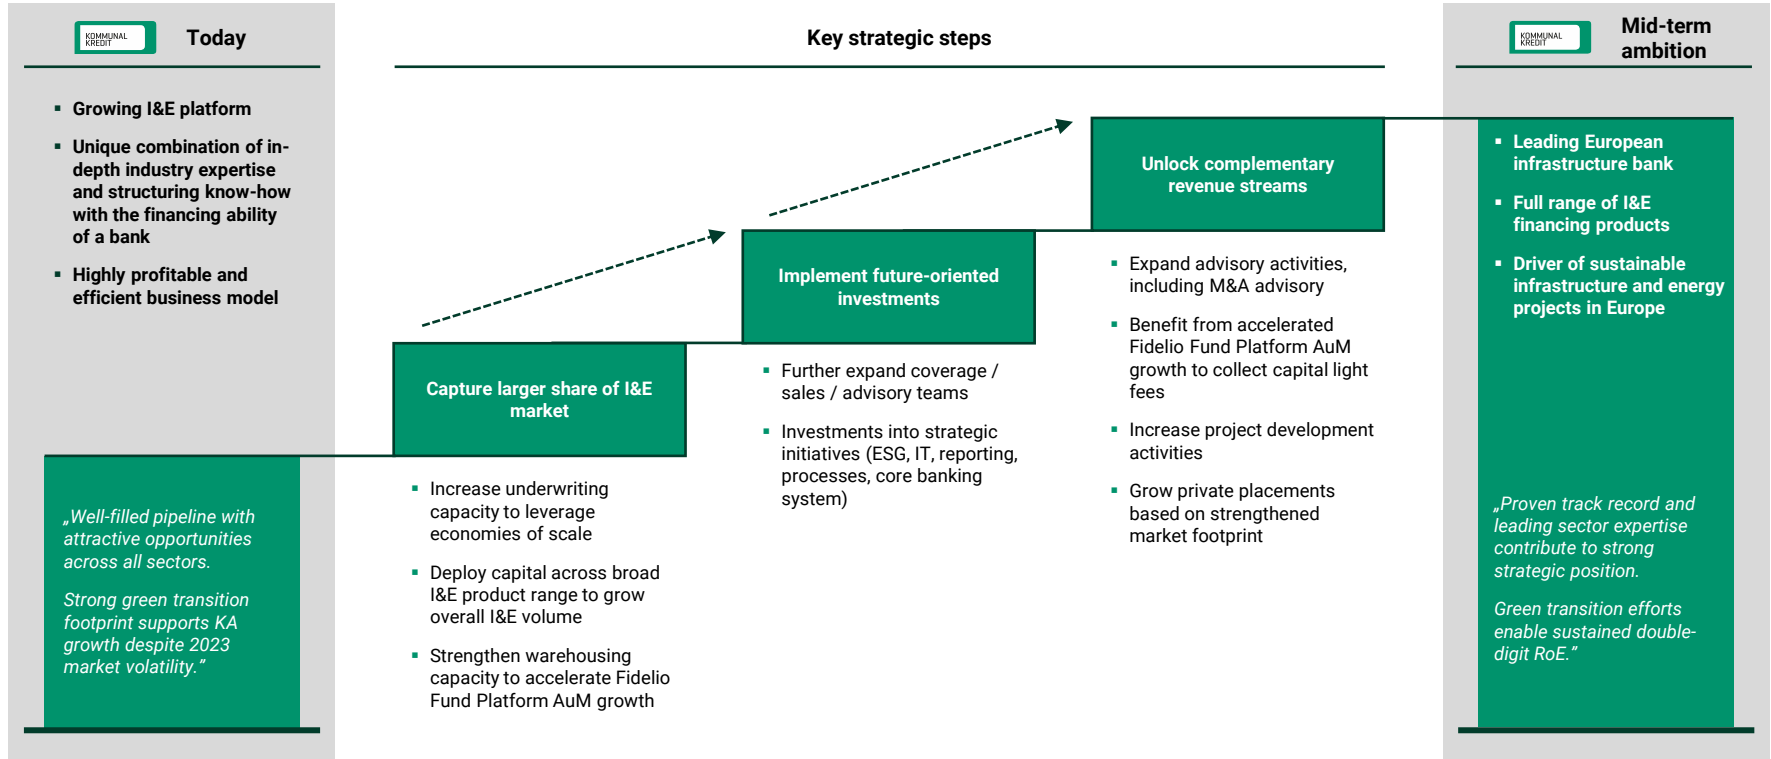 KOMMUNAL
KREDIT
Today
▪ Growing I&E platform
▪ Unique combination of in-
depth industry expertise
and structuring know-how
with the financing ability
of a bank
▪ Highly profitable and
efficient business model
„Well-filled pipeline with
attractive opportunities
across all sectors.
Strong green transition
footprint supports KA
growth despite 2023
market volatility.”
Key strategic steps
Capture larger share of I&E
market
▪ Increase underwriting
capacity to leverage
economies of scale
▪ Deploy capital across broad
I&E product range to grow
overall I&E volume
▪ Strengthen warehousing
capacity to accelerate Fidelio
Fund Platform AuM growth
Implement future-oriented
investments
▪ Further expand coverage /
sales / advisory teams
▪ Investments into strategic
initiatives (ESG, IT, reporting,
processes, core banking
system)
Unlock complementary
revenue streams
▪ Expand advisory activities,
including M&A advisory
▪ Benefit from accelerated
Fidelio Fund Platform AuM
growth to collect capital light
fees
▪ Increase project development
activities
▪ Grow private placements
based on strengthened
market footprint
KOMMUNAL
KREDIT
Mid-term
ambition
▪ Leading European
infrastructure bank
▪ Full range of I&E
financing products
▪ Driver of sustainable
infrastructure and energy
projects in Europe
„Proven track record and
leading sector expertise
contribute to strong
strategic position.
Green transition efforts
enable sustained double-
digit RoE.”